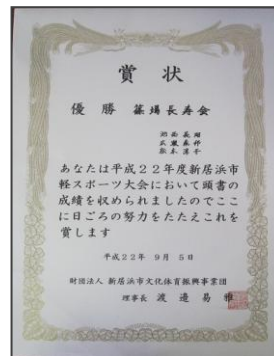 賞状
優勝 篠場長寿会
あなたは平成22年度新居浜市
軽スポーツ大会において頭書の
成績を収められましたのでここ
に日ごろの努力をたたえこれを
賞します
平成22年 9月 5日
財団法人 新居浜市文化体育振興事業団
理事長 渡邉易雅